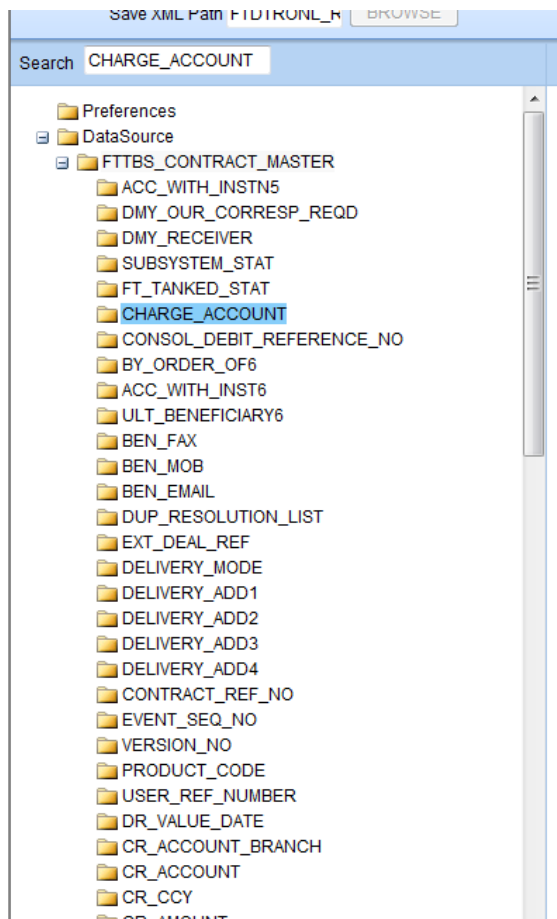 Save XML Path FTDTRONL_R BROWSE
Search CHARGE_ACCOUNT
Preferences
DataSource
FTTBS_CONTRACT_MASTER
ACC_WITH_INSTN5
DMY_OUR_CORRESP_REQD
DMY_RECEIVER
SUBSYSTEM_STAT
FT_TANKED_STAT
CHARGE_ACCOUNT
CONSOL_DEBIT_REFERENCE_NO
BY_ORDER_OF6
ACC_WITH_INST6
ULT_BENEFICIARY6
BEN_FAX
BEN_MOB
BEN_EMAIL
DUP_RESOLUTION_LIST
EXT_DEAL_REF
DELIVERY_MODE
DELIVERY_ADD1
DELIVERY_ADD2
DELIVERY_ADD3
DELIVERY_ADD4
CONTRACT_REF_NO
EVENT_SEQ_NO
VERSION_NO
PRODUCT_CODE
USER_REF_NUMBER
DR_VALUE_DATE
CR_ACCOUNT_BRANCH
CR_ACCOUNT
CR_CCY
CR_AMOUNT